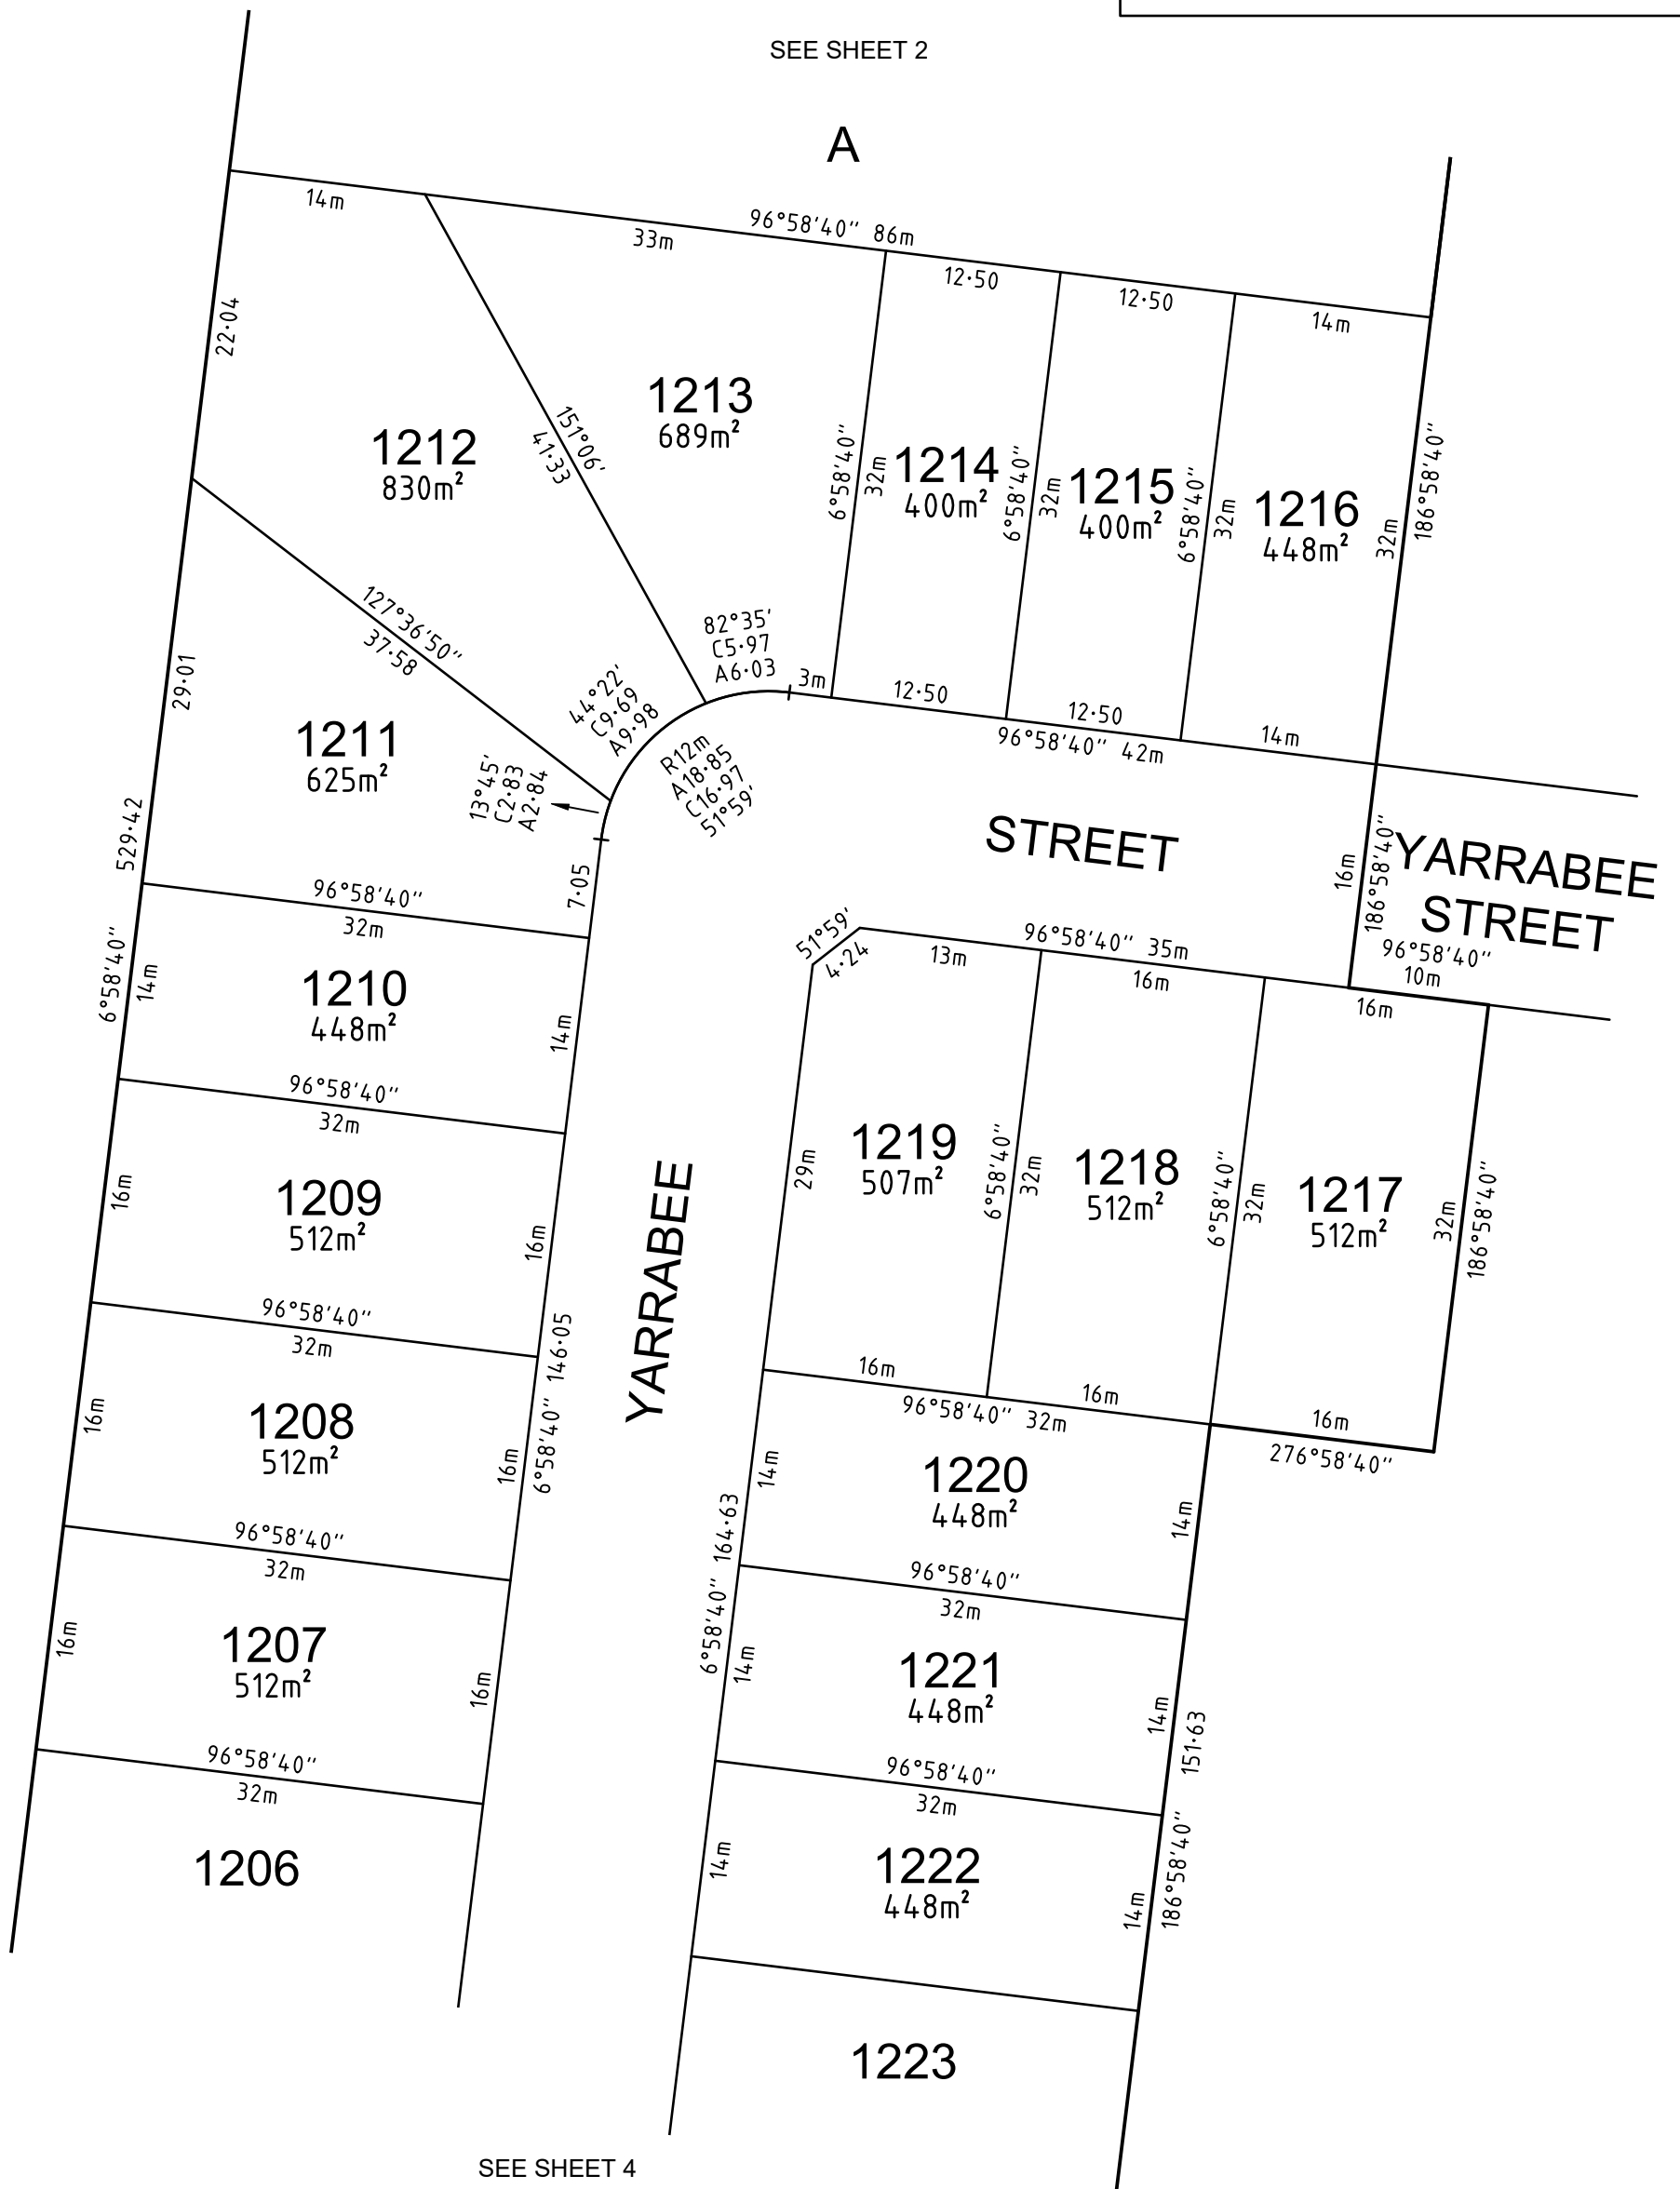 SEE SHEET 2
A
14m
96°58'40" 86m
33m
12·50
12·50
14m
22·04
151°06'
41·33
1213
689m²
1212
830m²
6°58'40"
32m
1214
400m²
6°58'40"
32m
1215
400m²
6°58'40"
32m
1216
448m²
32m
186°58'40"
127°36'50"
37·58
29·01
82°35'
C5·97
A6·03
3m
12·50
12·50
14m
96°58'40" 42m
44°22'
C9·69
A9·98
R12m
A18·85
C16·97
51°59'
1211
625m²
13°45'
C2·83
A2·84
529·42
6°58'40"
7·05
STREET
16m
186°58'40"
YARRABEE
STREET
96°58'40"
10m
96°58'40"
32m
51°59'
4·24
96°58'40" 35m
13m
16m
16m
14m
1210
448m²
14m
96°58'40"
32m
16m
1209
512m²
16m
YARRABEE
29m
1219
507m²
6°58'40"
32m
1218
512m²
6°58'40"
32m
1217
512m²
32m
186°58'40"
96°58'40"
32m
6°58'40" 146·05
16m
16m
16m
96°58'40" 32m
276°58'40"
16m
1208
512m²
16m
14m
1220
448m²
14m
96°58'40"
32m
6°58'40" 164·63
96°58'40"
32m
16m
1207
512m²
16m
14m
1221
448m²
14m
151·63
186°58'40"
96°58'40"
32m
96°58'40"
32m
1206
14m
1222
448m²
14m
1223
SEE SHEET 4